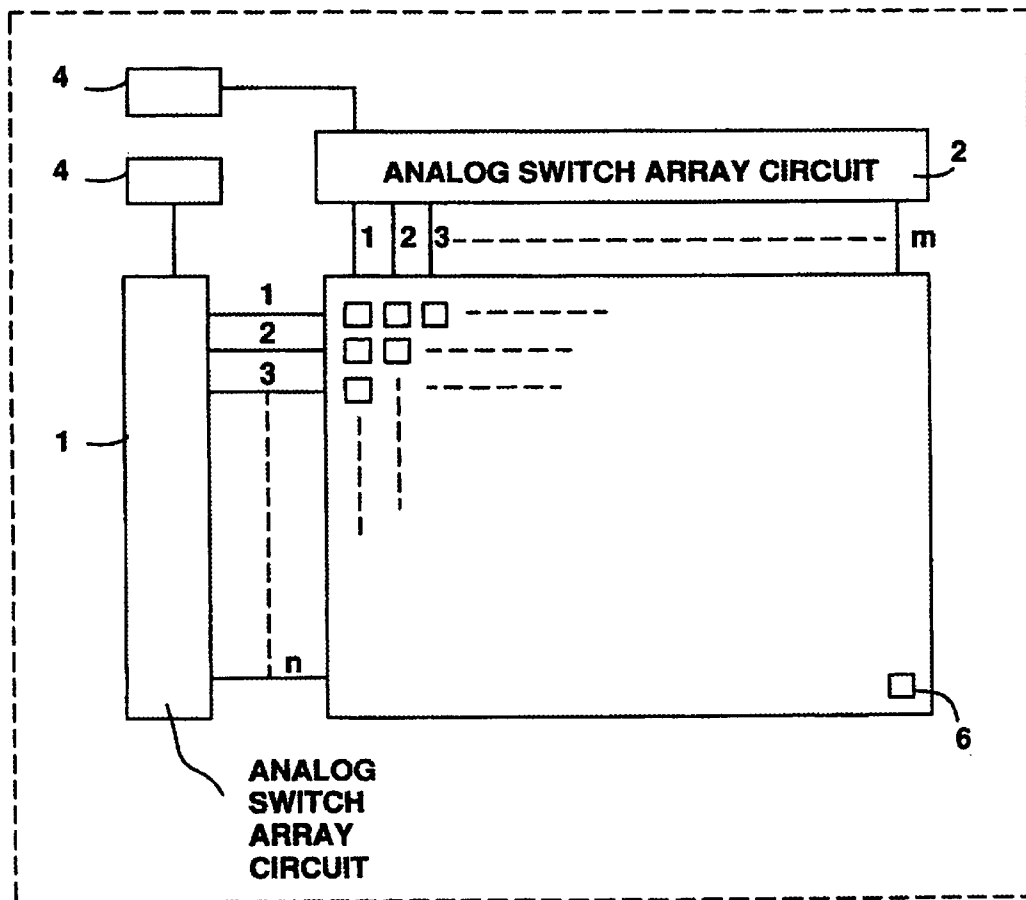 4
4
ANALOG SWITCH ARRAY CIRCUIT
2
1 2 3 m
1
2
3
1
n
6
ANALOG
SWITCH
ARRAY
CIRCUIT